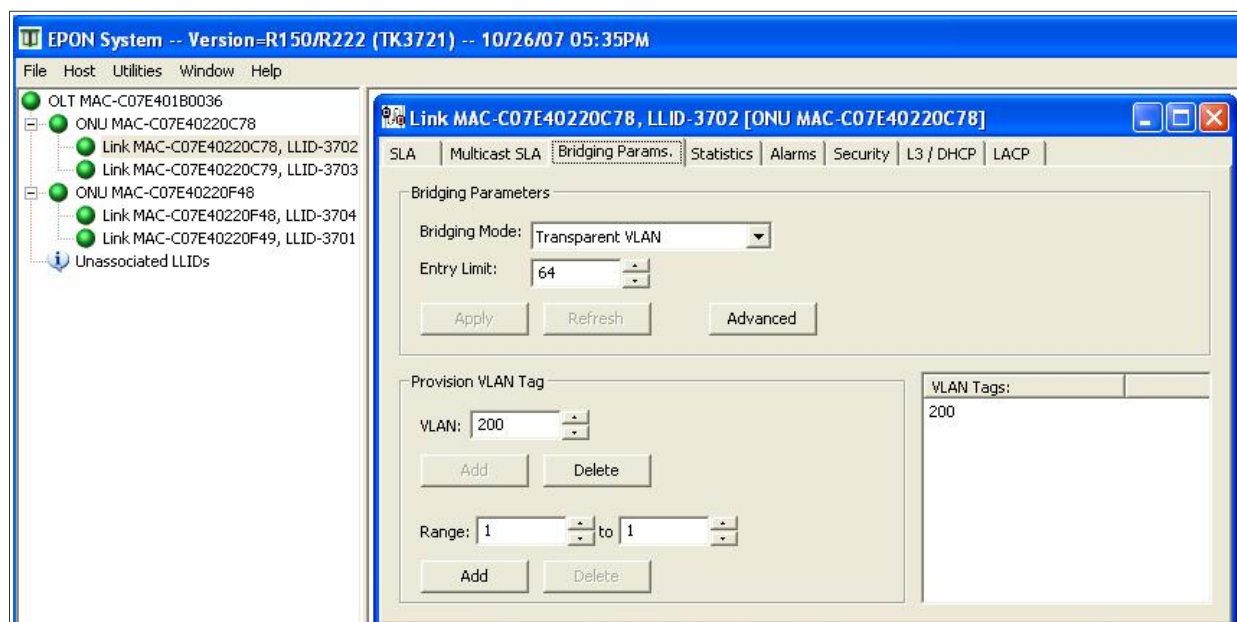 EPON System -- Version=R150/R222 (TK3721) -- 10/26/07 05:35PM
File Host Utilities Window Help
OLT MAC-C07E401B0036
ONU MAC-C07E40220C78
Link MAC-C07E40220C78, LLID-3702
Link MAC-C07E40220C79, LLID-3703
ONU MAC-C07E40220F48
Link MAC-C07E40220F48, LLID-3704
Link MAC-C07E40220F49, LLID-3701
Unassociated LLIDs
Link MAC-C07E40220C78, LLID-3702 [ONU MAC-C07E40220C78]
SLA Multicast SLA Bridging Params. Statistics Alarms Security L3 / DHCP LACP
Bridging Parameters
Bridging Mode: Transparent VLAN
Entry Limit: 64
Apply Refresh Advanced
Provision VLAN Tag
VLAN: 200
Add Delete
Range: 1 to 1
Add Delete
VLAN Tags:
200